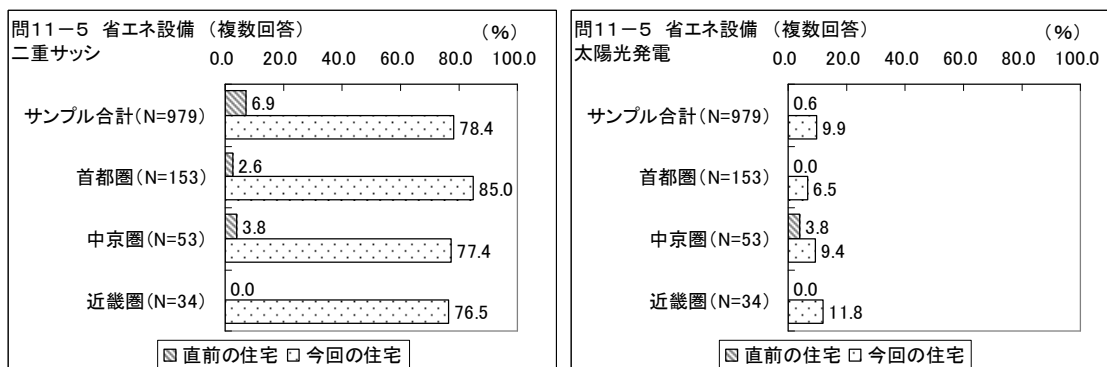 問11-5 省エネ設備 (複数回答) (%)
二重サッシ
0.0 20.0 40.0 60.0 80.0 100.0
サンプル合計(N=979)
6.9
78.4
首都圏(N=153)
2.6
85.0
中京圏(N=53)
3.8
77.4
近畿圏(N=34)
0.0
76.5
直前の住宅 今回の住宅
問11-5 省エネ設備 (複数回答) (%)
太陽光発電
0.0 20.0 40.0 60.0 80.0 100.0
サンプル合計(N=979)
0.6
9.9
首都圏(N=153)
0.0
6.5
中京圏(N=53)
3.8
9.4
近畿圏(N=34)
0.0
11.8
直前の住宅 今回の住宅